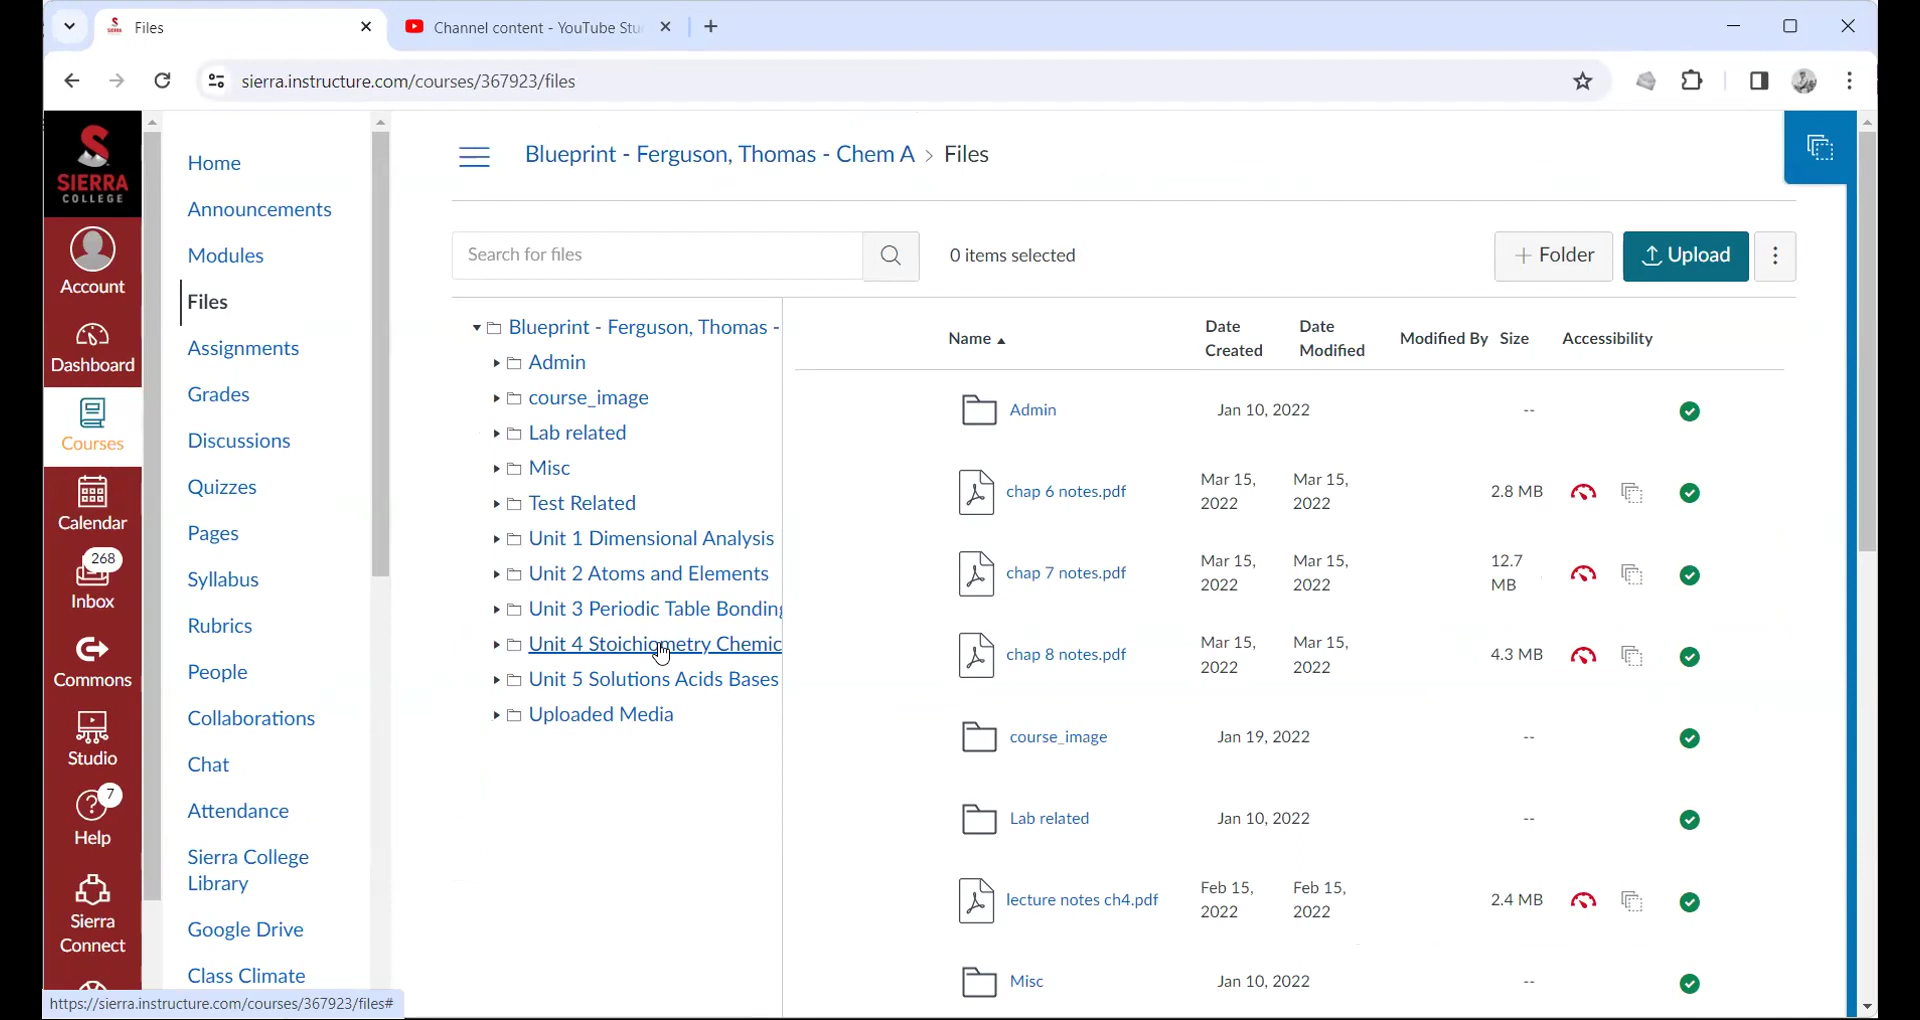 Files
Channel content - YouTube Stu
sierra.instructure.com/courses/367923/files
SIERRA
COLLEGE
Account
Dashboard
Courses
Calendar
268
Inbox
Commons
Studio
7
Help
Sierra
Connect
Home
Announcements
Modules
Files
Assignments
Grades
Discussions
Quizzes
Pages
Syllabus
Rubrics
People
Collaborations
Chat
Attendance
Sierra College
Library
Google Drive
Class Climate
Blueprint - Ferguson, Thomas - Chem A > Files
Search for files
0 items selected
+ Folder
Upload
Blueprint - Ferguson, Thomas -
Admin
course_image
Lab related
Misc
Test Related
Unit 1 Dimensional Analysis
Unit 2 Atoms and Elements
Unit 3 Periodic Table Bonding
Unit 4 Stoichiometry Chemic
Unit 5 Solutions Acids Bases
Uploaded Media
Name
Date
Created
Date
Modified
Modified By
Size
Accessibility
Admin
Jan 10, 2022
--
chap 6 notes.pdf
Mar 15,
2022
Mar 15,
2022
2.8 MB
chap 7 notes.pdf
Mar 15,
2022
Mar 15,
2022
12.7
MB
chap 8 notes.pdf
Mar 15,
2022
Mar 15,
2022
4.3 MB
course_image
Jan 19, 2022
--
Lab related
Jan 10, 2022
--
lecture notes ch4.pdf
Feb 15,
2022
Feb 15,
2022
2.4 MB
Misc
Jan 10, 2022
--
https://sierra.instructure.com/courses/367923/files#